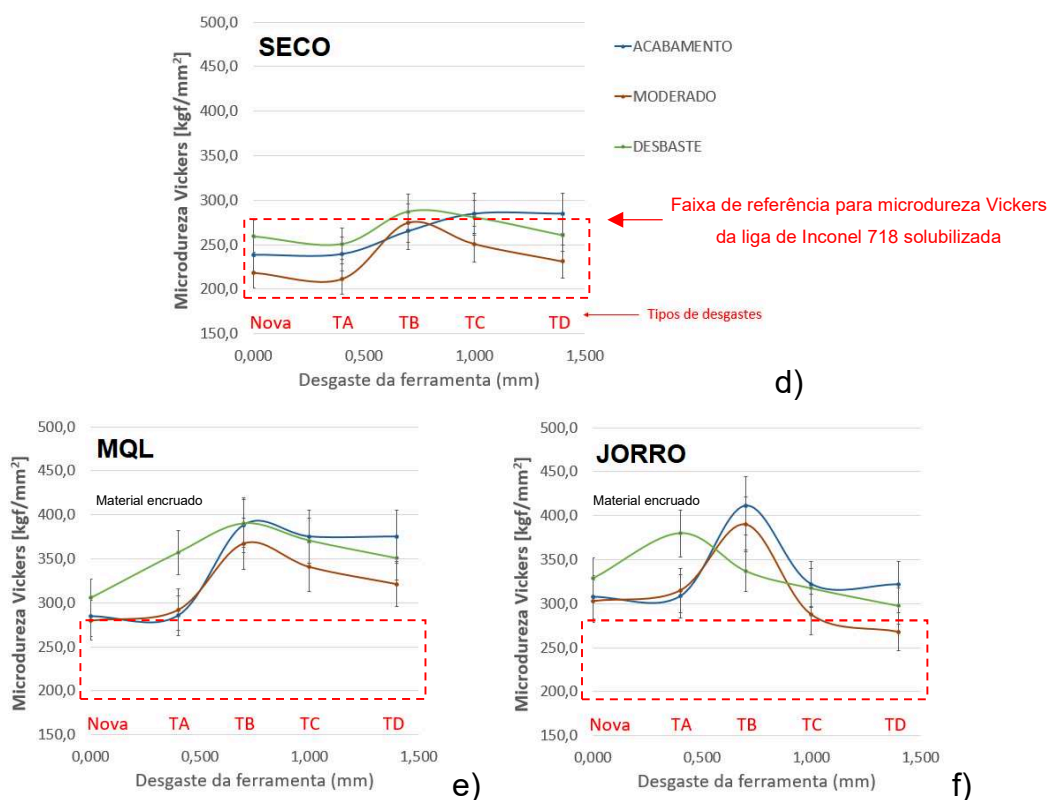 SECO
Microdureza Vickers [kgf/mm²]
500,0
450,0
400,0
350,0
300,0
250,0
200,0
150,0
ACABAMENTO
MODERADO
DESBASTE
Faixa de referência para microdureza Vickers
da liga de Inconel 718 solubilizada
Nova TA TB TC TD
Tipos de desgastes
0,000 0,500 1,000 1,500
Desgaste da ferramenta (mm)
d)
MQL
Material encruado
Microdureza Vickers [kgf/mm²]
500,0
450,0
400,0
350,0
300,0
250,0
200,0
150,0
Nova TA TB TC TD
0,000 0,500 1,000 1,500
Desgaste da ferramenta (mm)
e)
JORRO
Material encruado
Microdureza Vickers [kgf/mm²]
500,0
450,0
400,0
350,0
300,0
250,0
200,0
150,0
Nova TA TB TC TD
0,000 0,500 1,000 1,500
Desgaste da ferramenta (mm)
f)